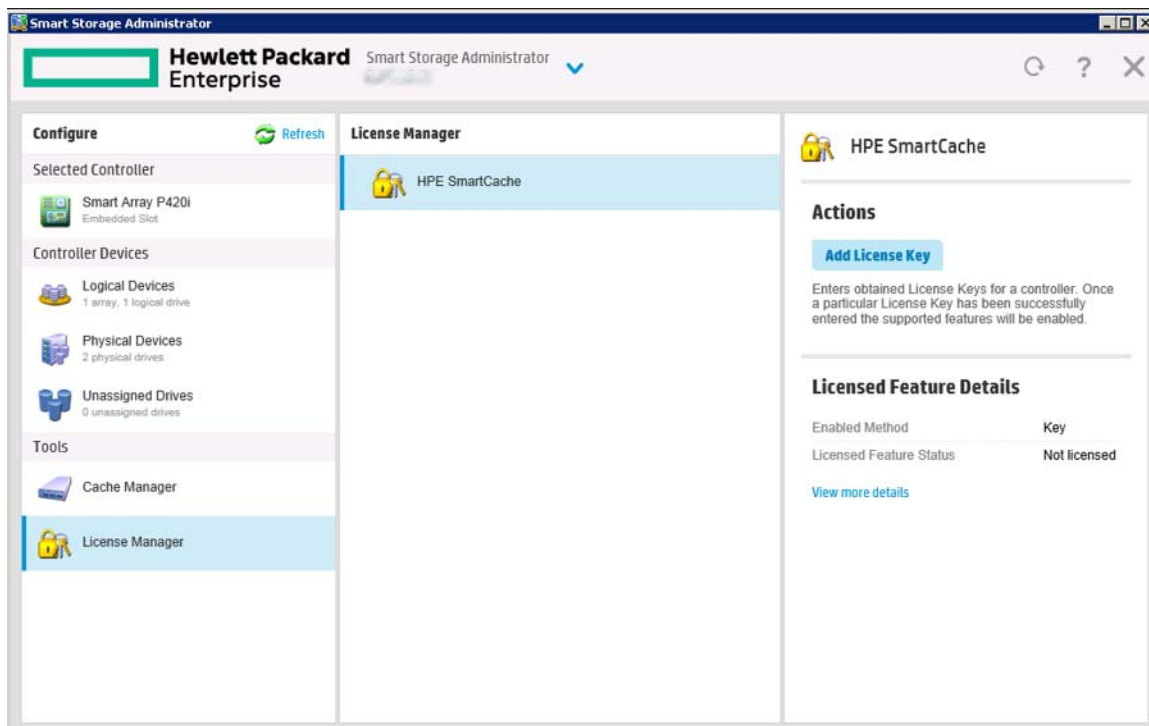 Smart Storage Administrator
Hewlett Packard
Enterprise
Smart Storage Administrator
?
Configure
Refresh
Selected Controller
Smart Array P420i
Embedded Slot
Controller Devices
Logical Devices
1 array, 1 logical drive
Physical Devices
2 physical drives
Unassigned Drives
0 unassigned drives
Tools
Cache Manager
License Manager
License Manager
HPE SmartCache
HPE SmartCache
Actions
Add License Key
Enters obtained License Keys for a controller. Once
a particular License Key has been successfully
entered the supported features will be enabled.
Licensed Feature Details
Enabled Method Key
Licensed Feature Status Not licensed
View more details